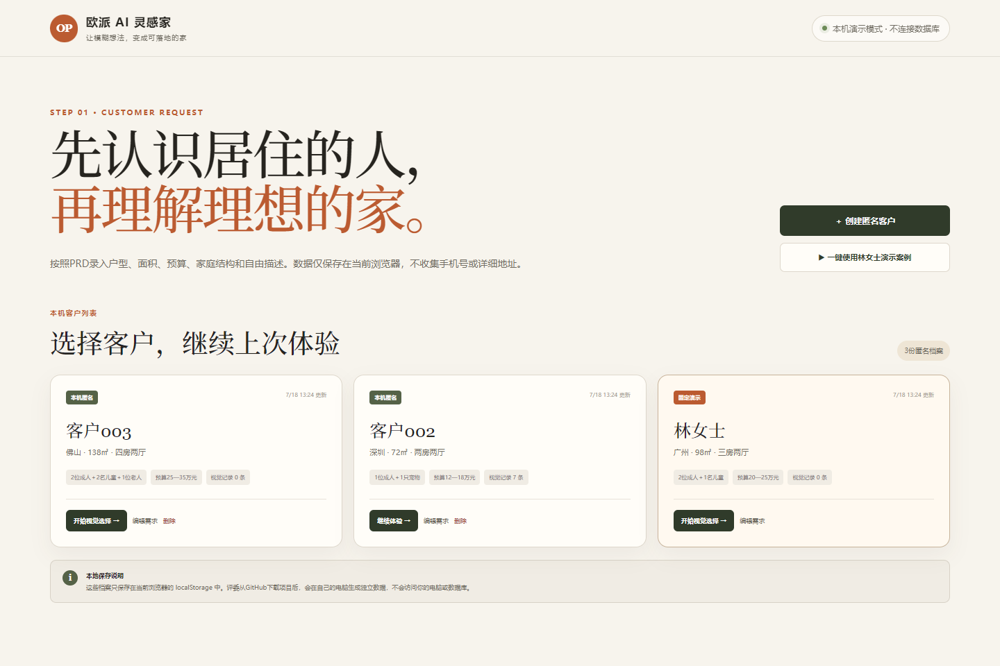 OP
欧派 AI 灵感家
让模糊想法，变成可落地的家
本机演示模式 · 不连接数据库
STEP 01 • CUSTOMER REQUEST
先认识居住的人，
再理解理想的家。
按照PRD录入户型、面积、预算、家庭结构和自由描述。数据仅保存在当前浏览器，不收集手机号或详细地址。
+ 创建匿名客户
▶ 一键使用林女士演示案例
本机客户列表
选择客户，继续上次体验
3份匿名档案
本机匿名
7/18 13:24 更新
客户003
佛山 · 138㎡ · 四房两厅
2位成人 + 2名儿童 + 1位老人
预算25—35万元
视觉记录 0 条
开始视觉选择 →
编辑需求
删除
本机匿名
7/18 13:24 更新
客户002
深圳 · 72㎡ · 两房两厅
1位成人 + 1只宠物
预算12—18万元
视觉记录 7 条
继续体验 →
编辑需求
删除
固定演示
7/18 13:24 更新
林女士
广州 · 98㎡ · 三房两厅
2位成人 + 1名儿童
预算20—25万元
视觉记录 0 条
开始视觉选择 →
编辑需求
i
本地保存说明
这些档案只保存在当前浏览器的 localStorage 中。评委从GitHub下载项目后，会在自己的电脑生成独立数据，不会访问你的电脑或数据库。